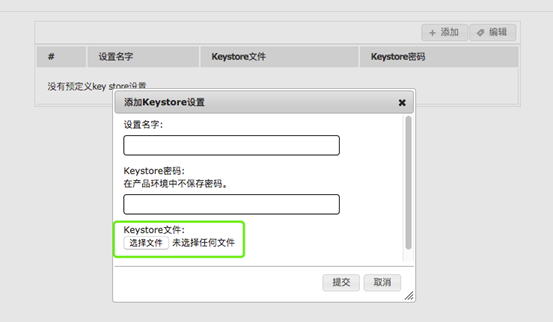 添加 编辑
# 设置名字 Keystore文件 Keystore密码
没有预定义key store设置
添加Keystore设置
设置名字:
Keystore密码:
在产品环境中不保存密码。
Keystore文件:
选择文件 未选择任何文件
提交 取消